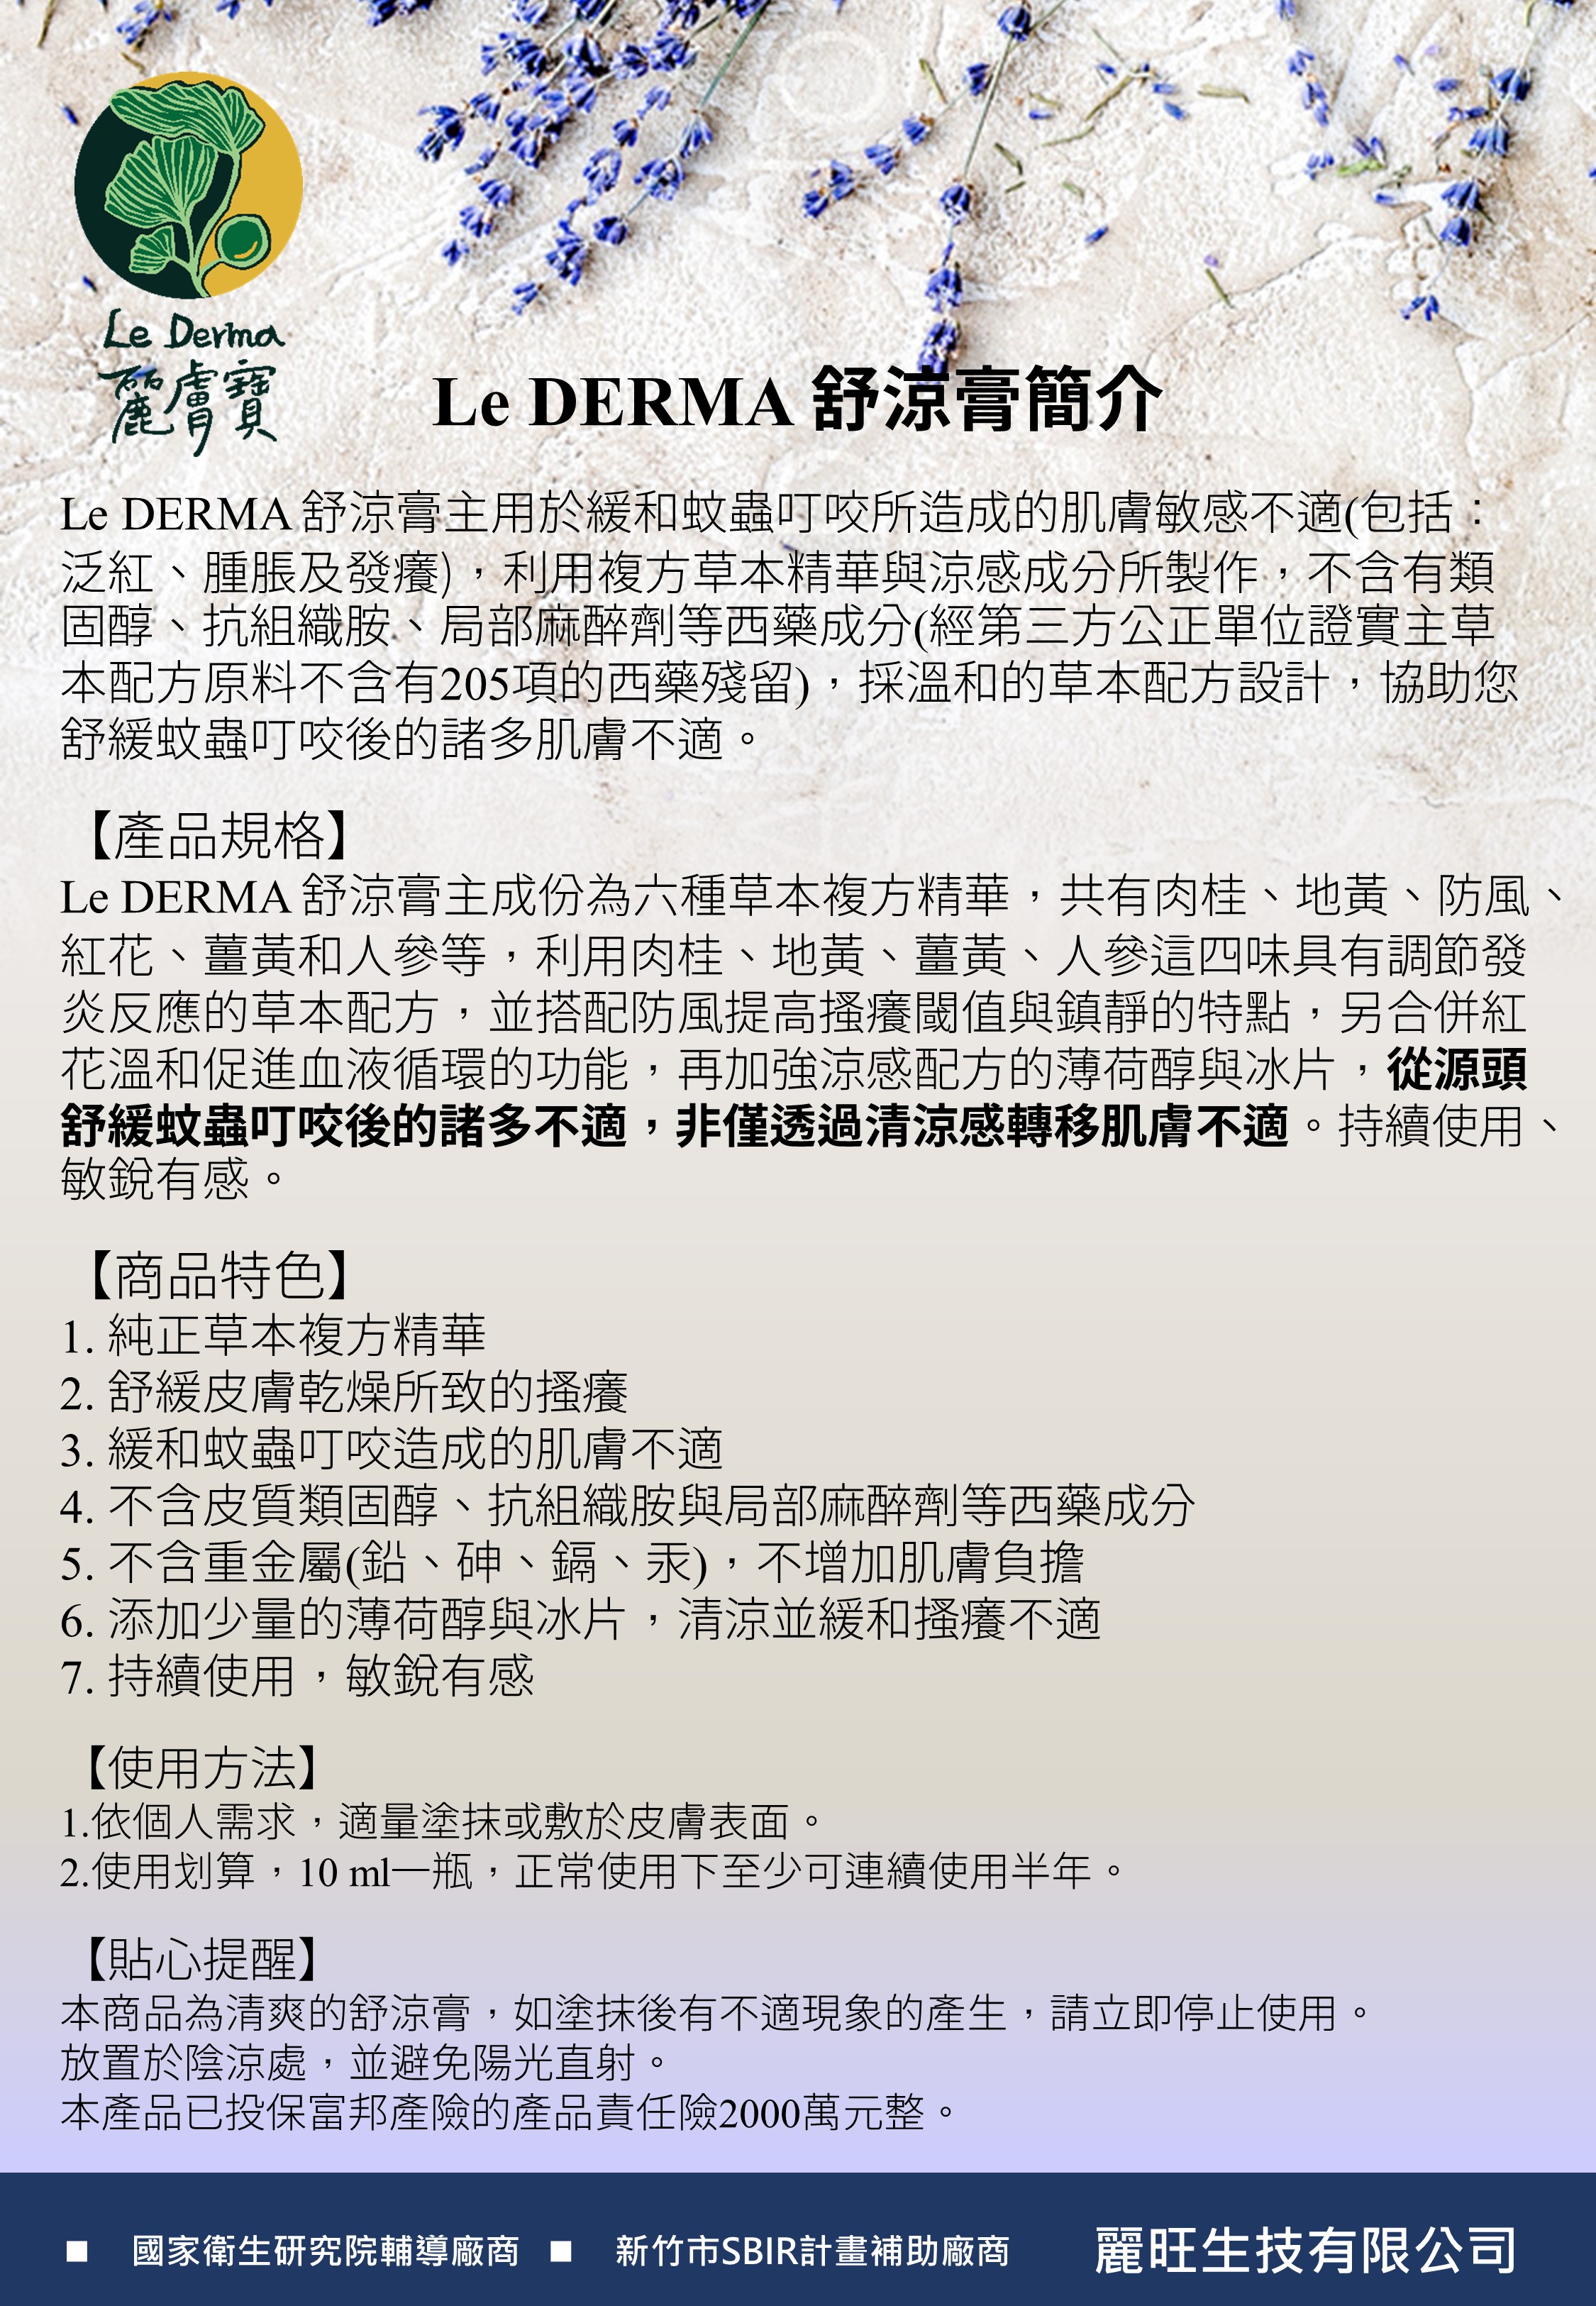 Le Derma
麗膚寶
Le DERMA 舒涼膏簡介
Le DERMA 舒涼膏主用於緩和蚊蟲叮咬所造成的肌膚敏感不適(包括：
泛紅、腫脹及發癢)，利用複方草本精華與涼感成分所製作，不含有類
固醇、抗組織胺、局部麻醉劑等西藥成分(經第三方公正單位證實主草
本配方原料不含有205項的西藥殘留)，採溫和的草本配方設計，協助您
舒緩蚊蟲叮咬後的諸多肌膚不適。
【產品規格】
Le DERMA 舒涼膏主成份為六種草本複方精華，共有肉桂、地黃、防風、
紅花、薑黃和人參等，利用肉桂、地黃、薑黃、人參這四味具有調節發
炎反應的草本配方，並搭配防風提高搔癢閾值與鎮靜的特點，另合併紅
花溫和促進血液循環的功能，再加強涼感配方的薄荷醇與冰片，從源頭
舒緩蚊蟲叮咬後的諸多不適，非僅透過清涼感轉移肌膚不適。持續使用、
敏銳有感。
【商品特色】
1. 純正草本複方精華
2. 舒緩皮膚乾燥所致的搔癢
3. 緩和蚊蟲叮咬造成的肌膚不適
4. 不含皮質類固醇、抗組織胺與局部麻醉劑等西藥成分
5. 不含重金屬(鉛、砷、鎘、汞)，不增加肌膚負擔
6. 添加少量的薄荷醇與冰片，清涼並緩和搔癢不適
7. 持續使用，敏銳有感
【使用方法】
1.依個人需求，適量塗抹或敷於皮膚表面。
2.使用划算，10 ml一瓶，正常使用下至少可連續使用半年。
【貼心提醒】
本商品為清爽的舒涼膏，如塗抹後有不適現象的產生，請立即停止使用。
放置於陰涼處，並避免陽光直射。
本產品已投保富邦產險的產品責任險2000萬元整。
■ 國家衛生研究院輔導廠商 ■ 新竹市SBIR計畫補助廠商 麗旺生技有限公司